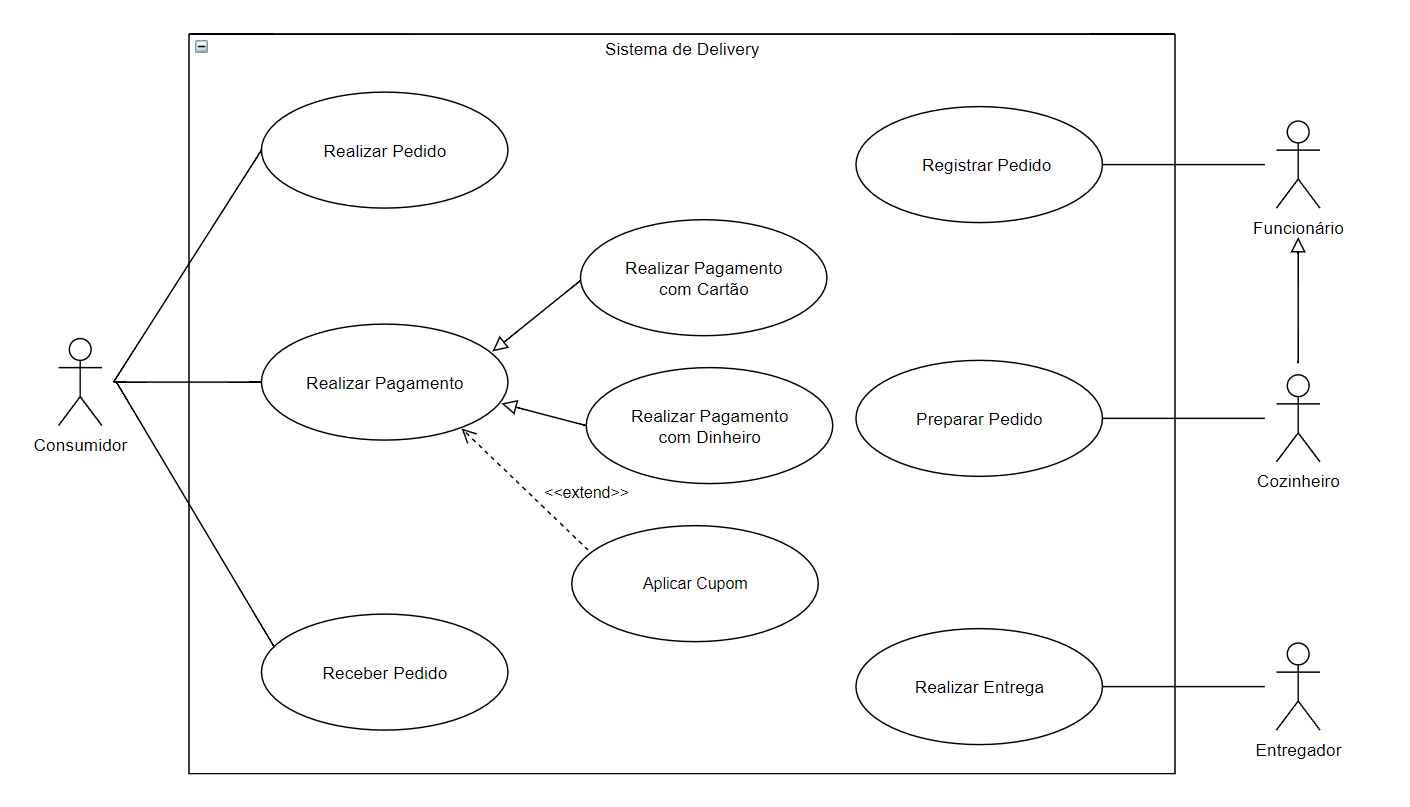 Sistema de Delivery
Realizar Pedido
Registrar Pedido
Funcionário
Realizar Pagamento
com Cartão
Realizar Pagamento
Realizar Pagamento
com Dinheiro
Preparar Pedido
Consumidor
Cozinheiro
<<extend>>
Aplicar Cupom
Receber Pedido
Realizar Entrega
Entregador